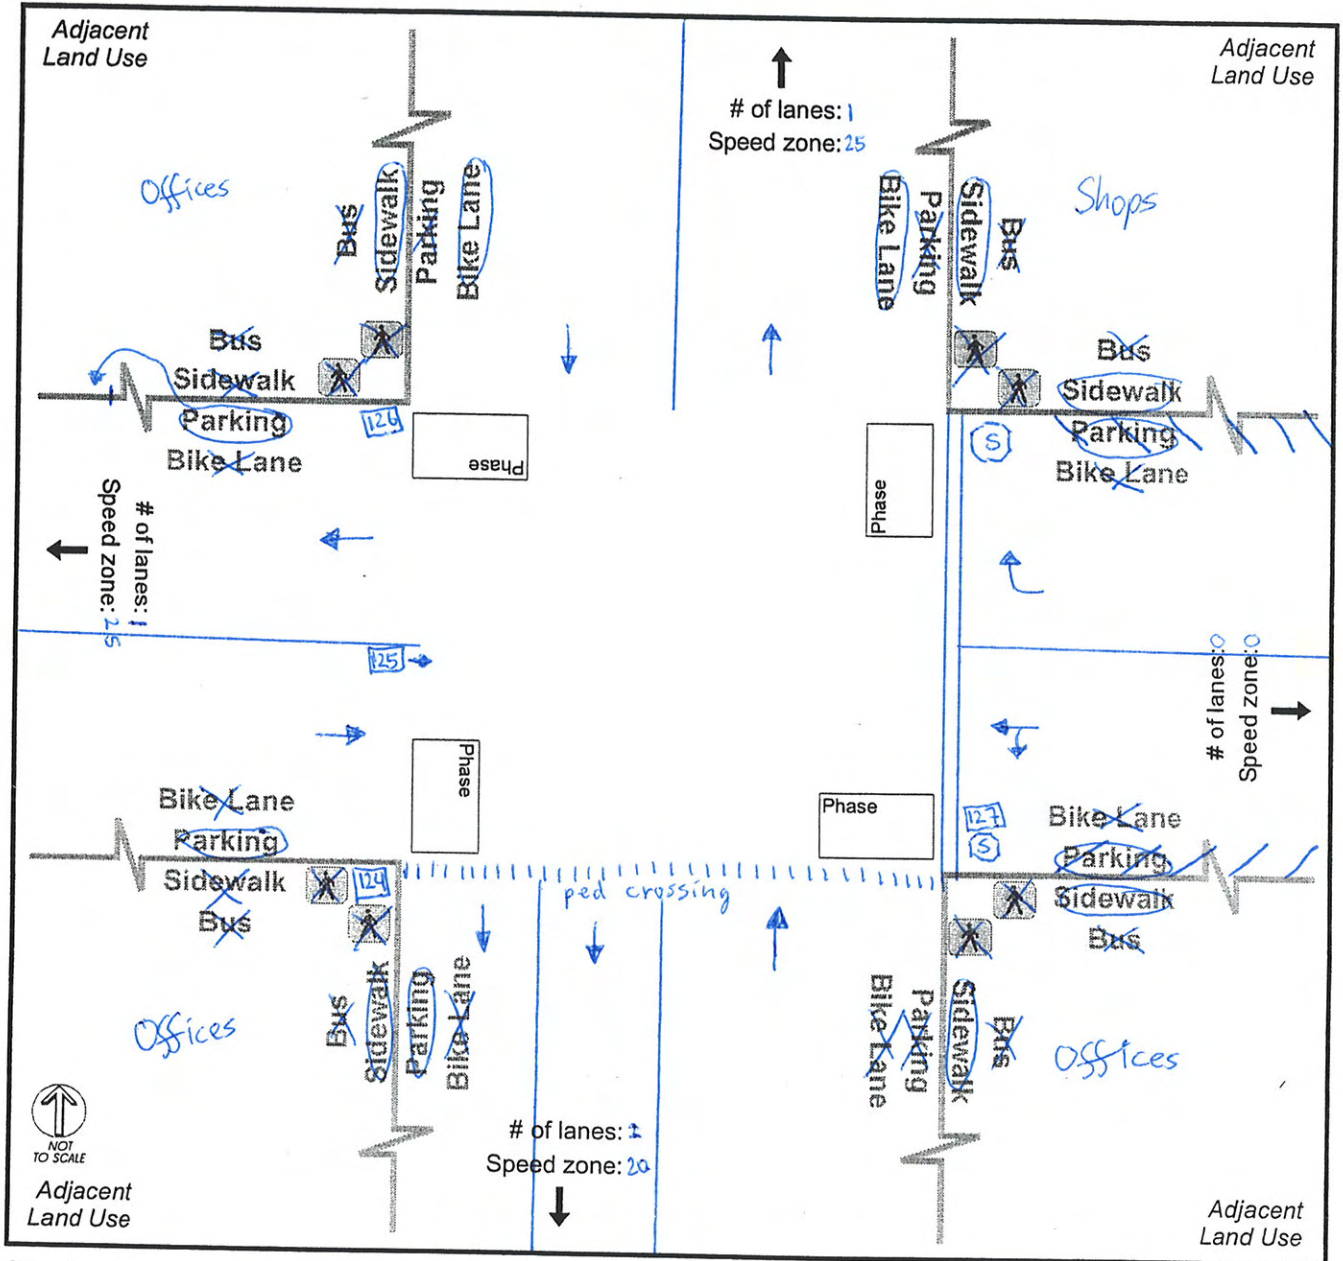 Adjacent
Land Use
Adjacent
Land Use
# of lanes: 1
Speed zone: 25
Offices
Bus
Sidewalk
Parking
Bike Lane
Bike Lane
Parking
Sidewalk
Bus
Shops
Bus
Sidewalk
Parking
Bike Lane
126
Phase
Phase
S
Bus
Sidewalk
Parking
Bike Lane
# of lanes: 1
Speed zone: 25
125
# of lanes: 0
Speed zone: 0
Phase
Phase
127
S
Bike Lane
Parking
Sidewalk
Bus
124
ped crossing
Bike Lane
Parking
Sidewalk
Bus
Offices
Bus
Sidewalk
Parking
Bike Lane
Bike Lane
Parking
Sidewalk
Bus
Offices
# of lanes:
Speed zone: 20
NOT
TO SCALE
Adjacent
Land Use
Adjacent
Land Use